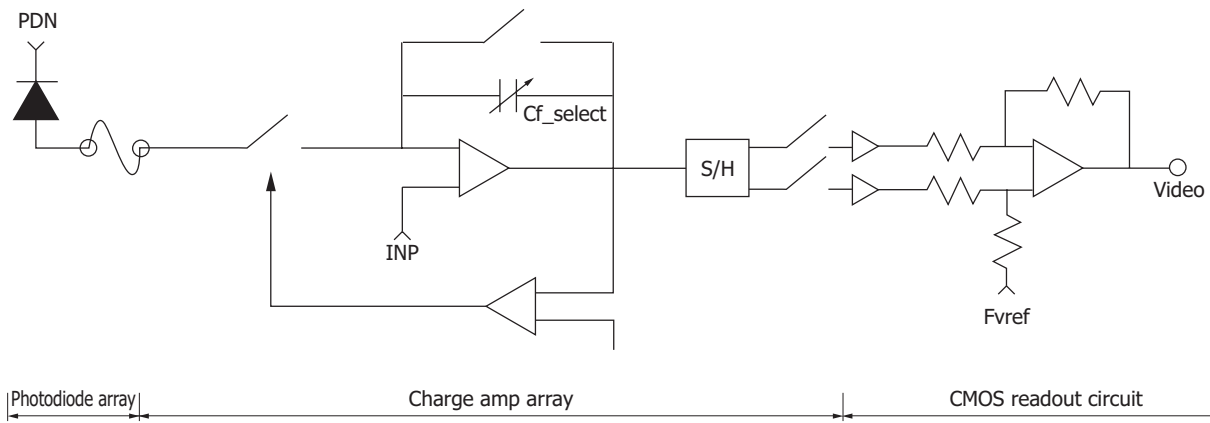 PDN
Cf_select
S/H
Video
INP
Fvref
Photodiode array
Charge amp array
CMOS readout circuit